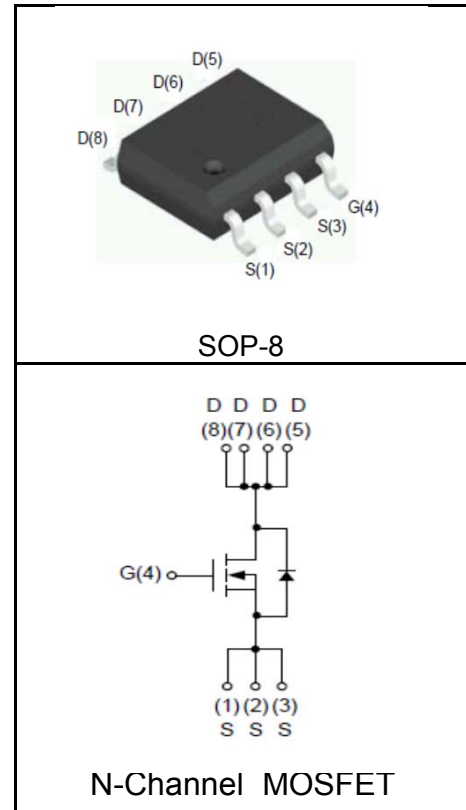 D(5)
D(6)
D(7)
D(8)
G(4)
S(3)
S(2)
S(1)
SOP-8
D D D D
(8)(7)(6)(5)
G(4)
(1)(2)(3)
S S S
N-Channel MOSFET